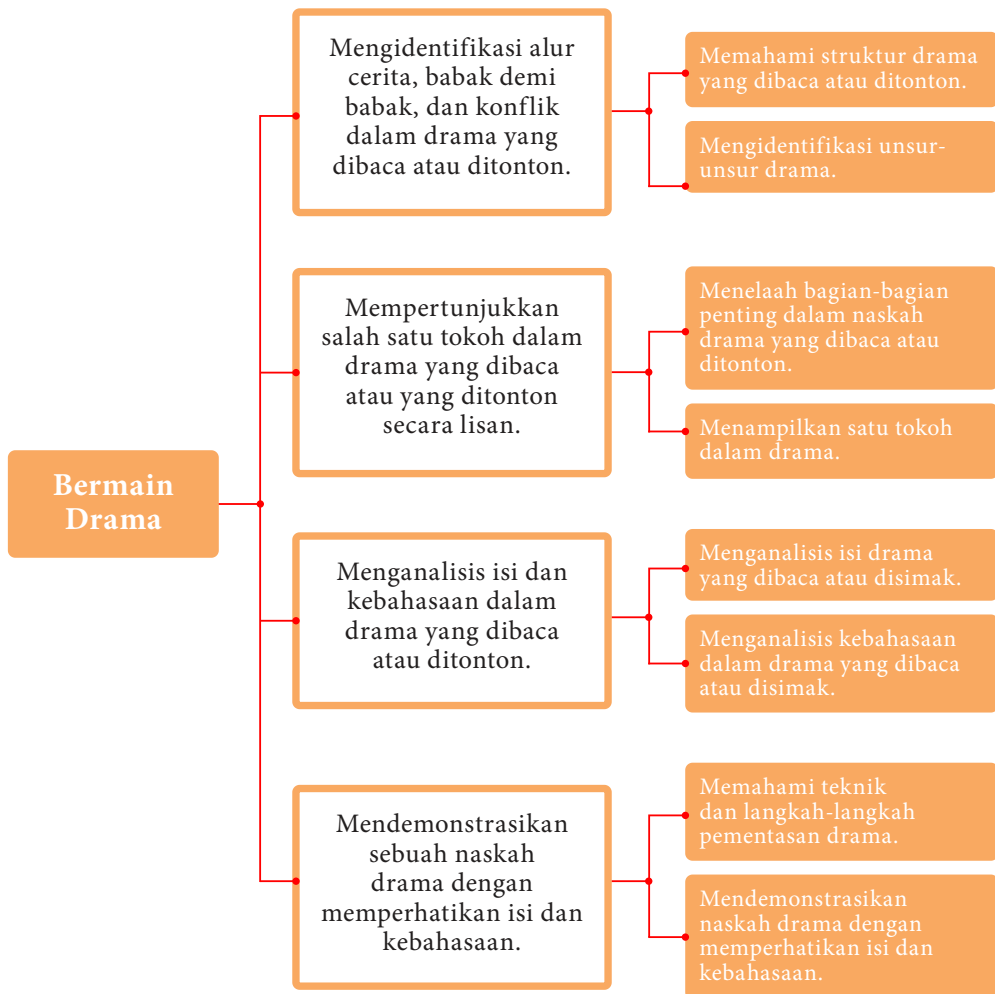 Bermain
Drama
Mengidentifikasi alur
cerita, babak demi
babak, dan konflik
dalam drama yang
dibaca atau ditonton.
Memahami struktur drama
yang dibaca atau ditonton.
Mengidentifikasi unsur-
unsur drama.
Mempertunjukkan
salah satu tokoh dalam
drama yang dibaca
atau yang ditonton
secara lisan.
Menelaah bagian-bagian
penting dalam naskah
drama yang dibaca atau
ditonton.
Menampilkan satu tokoh
dalam drama.
Menganalisis isi dan
kebahasaan dalam
drama yang dibaca
atau ditonton.
Menganalisis isi drama
yang dibaca atau disimak.
Menganalisis kebahasaan
dalam drama yang dibaca
atau disimak.
Mendemonstrasikan
sebuah naskah
drama dengan
memperhatikan isi dan
kebahasaan.
Memahami teknik
dan langkah-langkah
pementasan drama.
Mendemonstrasikan
naskah drama dengan
memperhatikan isi dan
kebahasaan.